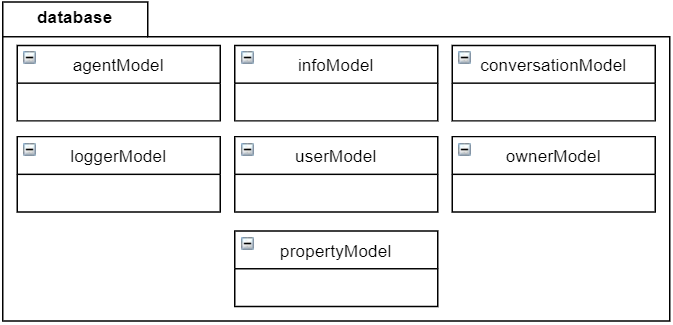 database
agentModel
infoModel
conversationModel
loggerModel
userModel
ownerModel
propertyModel